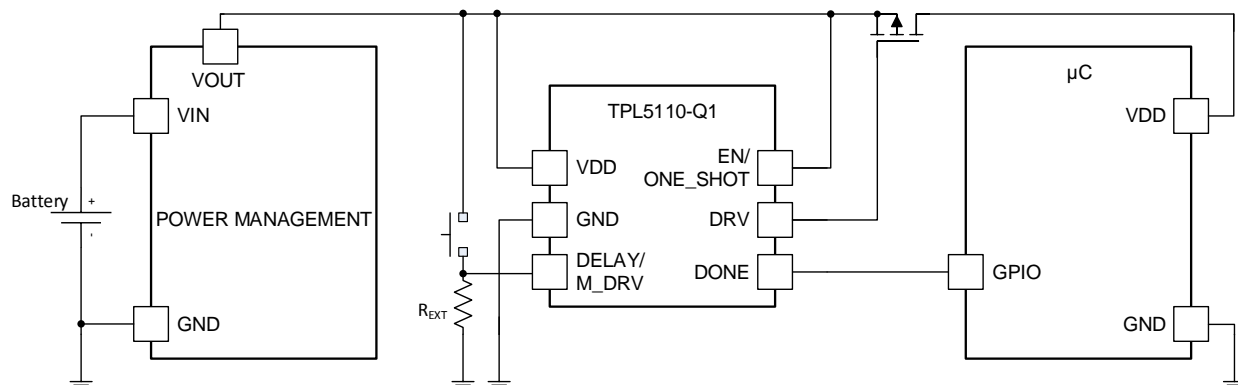 VOUT
VIN
Battery
+
-
POWER MANAGEMENT
GND
REXT
TPL5110-Q1
VDD
GND
DELAY/
M_DRV
EN/
ONE_SHOT
DRV
DONE
µC
VDD
GPIO
GND